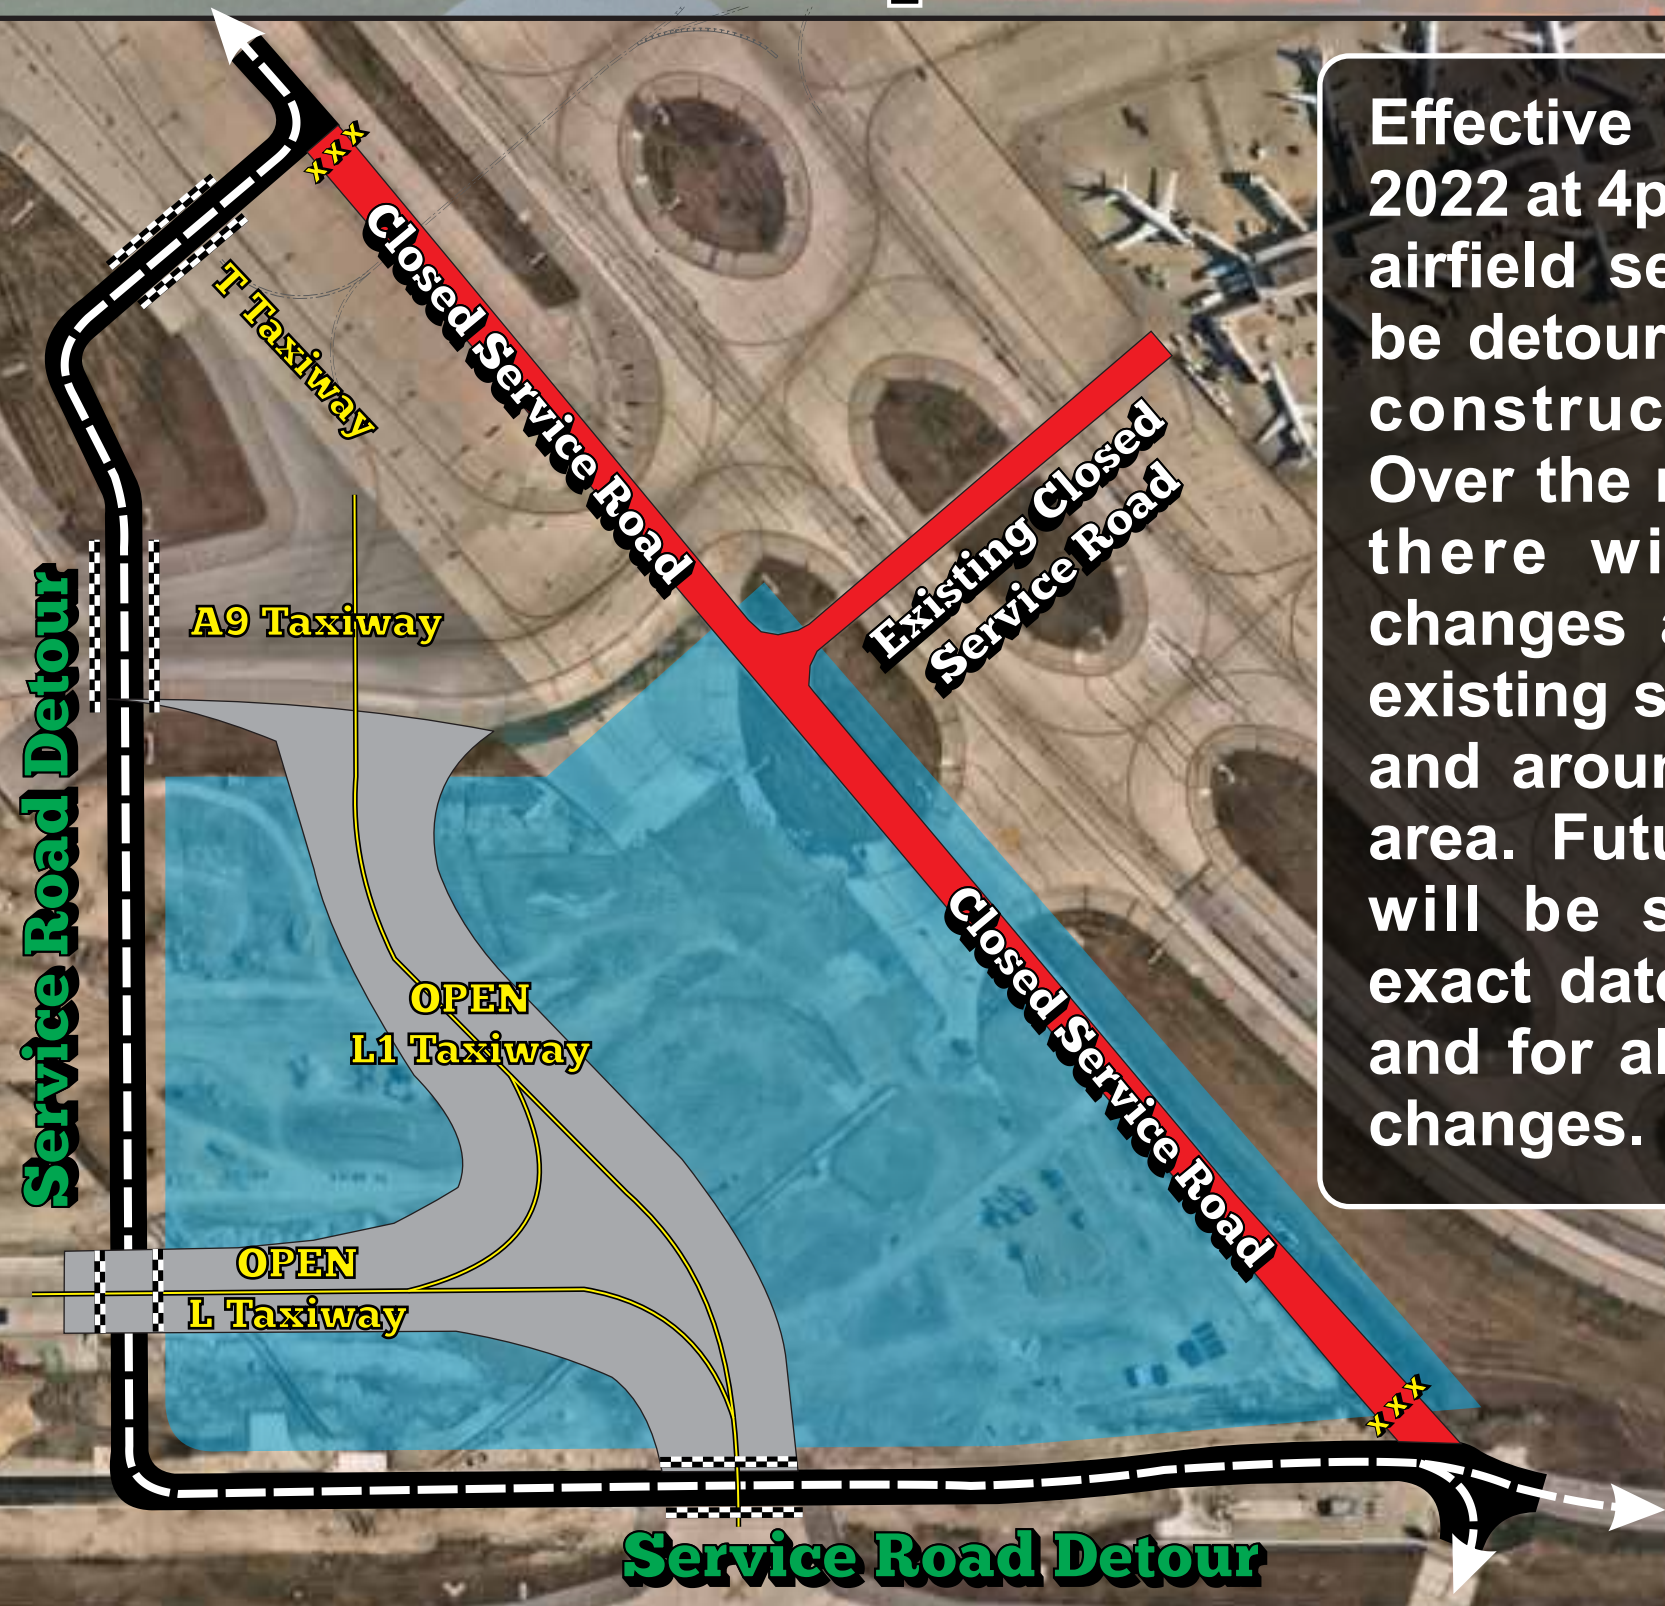 Closed Service Road
T Taxiway
Existing Closed
Service Road
A9 Taxiway
Service Road Detour
OPEN
L1 Taxiway
Closed Service Road
OPEN
L Taxiway
Service Road Detour
Effective
2022 at 4p
airfield se
be detour
construc
Over the
there wi
changes a
existing s
and aroun
area. Futu
will be s
exact date
and for al
changes.